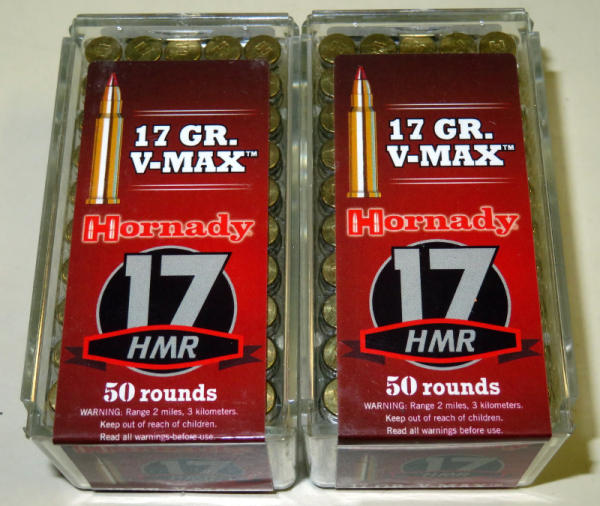 17 GR.
V-MAX™
Hornady
17
HMR
50 rounds
WARNING: Range 2 miles, 3 kilometers.
Keep out of reach of children.
Read all warnings before use.
17
17 GR.
V-MAX™
Hornady
17
HMR
50 rounds
WARNING: Range 2 miles, 3 kilometers.
Keep out of reach of children.
Read all warnings before use.
17